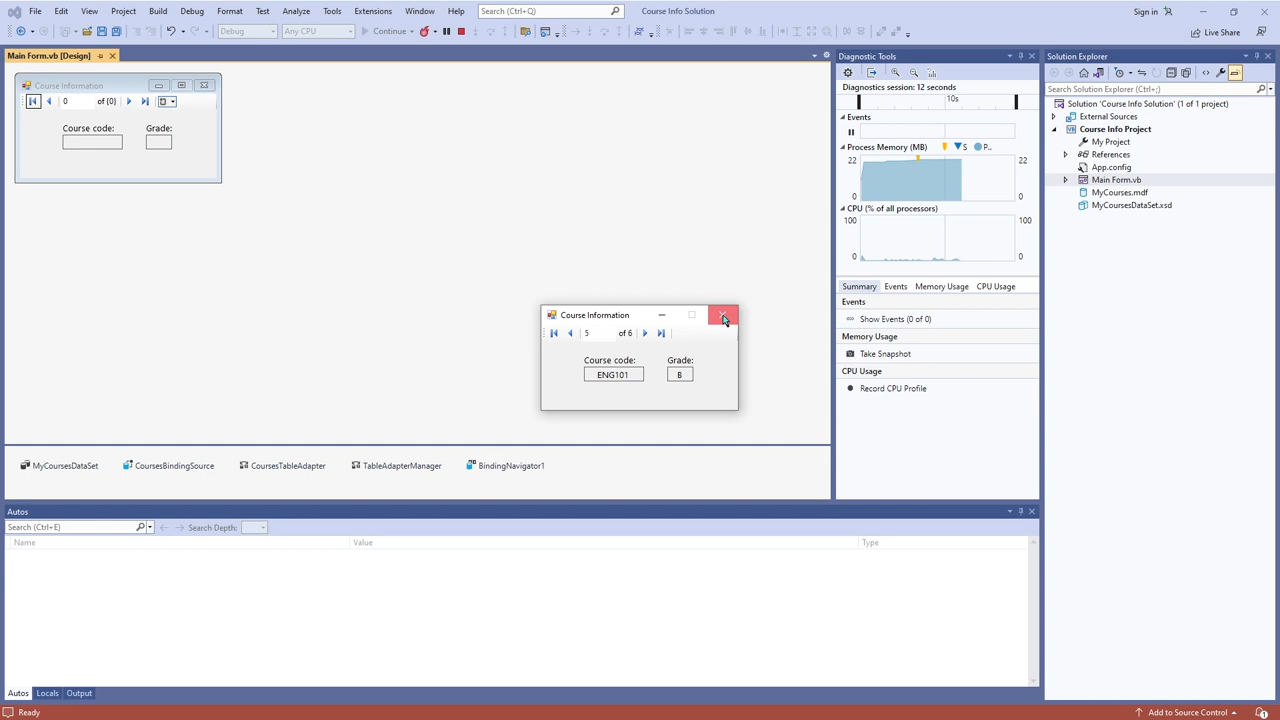 File Edit View Project Build Debug Format Test Analyze Tools Extensions Window Help Search (Ctrl+Q) Course Info Solution Sign in
Debug Any CPU Continue Live Share
Main Form.vb [Design]
Course Information
0 of {0}
Course code: Grade:
Course Information
5 of 6
Course code: Grade:
ENG101 B
MyCoursesDataSet CoursesBindingSource CoursesTableAdapter TableAdapterManager BindingNavigator1
Diagnostic Tools
Diagnostics session: 12 seconds
10s
Events
Process Memory (MB) S P...
22 22
0 0
CPU (% of all processors)
100 100
0 0
Summary Events Memory Usage CPU Usage
Events
Show Events (0 of 0)
Memory Usage
Take Snapshot
CPU Usage
Record CPU Profile
Solution Explorer
Search Solution Explorer (Ctrl+;)
Solution 'Course Info Solution' (1 of 1 project)
External Sources
Course Info Project
My Project
References
App.config
Main Form.vb
MyCourses.mdf
MyCoursesDataSet.xsd
Autos
Search (Ctrl+E) Search Depth:
Name Value Type
Autos Locals Output
Ready Add to Source Control 1